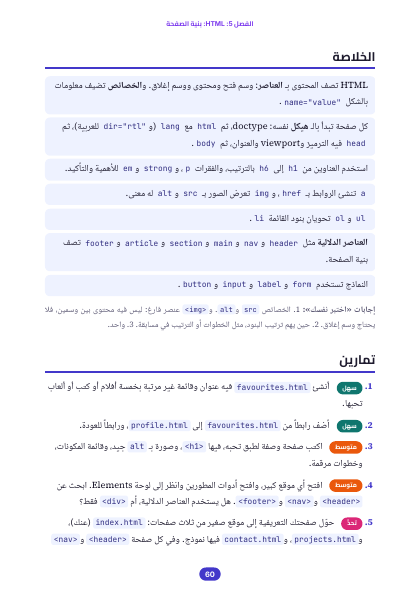 الفصل 5: HTML: بنية الصفحة
الخلاصة
HTML تصف المحتوى بـ العناصر: وسم فتح ومحتوى ووسم إغلاق. والخصائص تضيف معلومات
بالشكل name="value" .
كل صفحة تبدأ بالـ هيكل نفسه: doctype، ثم html مع lang (و dir="rtl" للعربية)، ثم
head فيه الترميز وviewport والعنوان، ثم body .
استخدم العناوين من h1 إلى h6 بالترتيب، والفقرات p ، و strong و em للأهمية والتأكيد.
a تنشئ الروابط بـ href ، و img تعرض الصور بـ src و alt له معنى.
ul و ol تحويان بنود القائمة li .
العناصر الدلالية مثل header و nav و main و section و article و footer تصف
بنية الصفحة.
النماذج تستخدم form و label و input و button .
إجابات «اختبر نفسك»: 1. الخصائص src و alt . و <img> عنصر فارغ: ليس فيه محتوى بين وسمين، فلا
يحتاج وسم إغلاق. 2. حين يهم ترتيب البنود، مثل الخطوات أو الترتيب في مسابقة. 3. واحد.
تمارين
1. سهل أنشئ favourites.html فيه عنوان وقائمة غير مرتبة بخمسة أفلام أو كتب أو ألعاب
تحبها.
2. سهل أضف رابطاً من favourites.html إلى profile.html ، ورابطاً للعودة.
3. متوسط اكتب صفحة وصفة لطبق تحبه، فيها <h1> ، وصورة بـ alt جيد، وقائمة المكونات،
وخطوات مرقمة.
4. متوسط افتح أي موقع كبير، وافتح أدوات المطورين وانظر إلى لوحة Elements. ابحث عن
<header> و <nav> و <footer> . هل يستخدم العناصر الدلالية، أم <div> فقط؟
5. تحدٍّ حوّل صفحتك التعريفية إلى موقع صغير من ثلاث صفحات: index.html (عنك)،
و projects.html ، و contact.html فيها نموذج. وفي كل صفحة <header> و <nav>
60